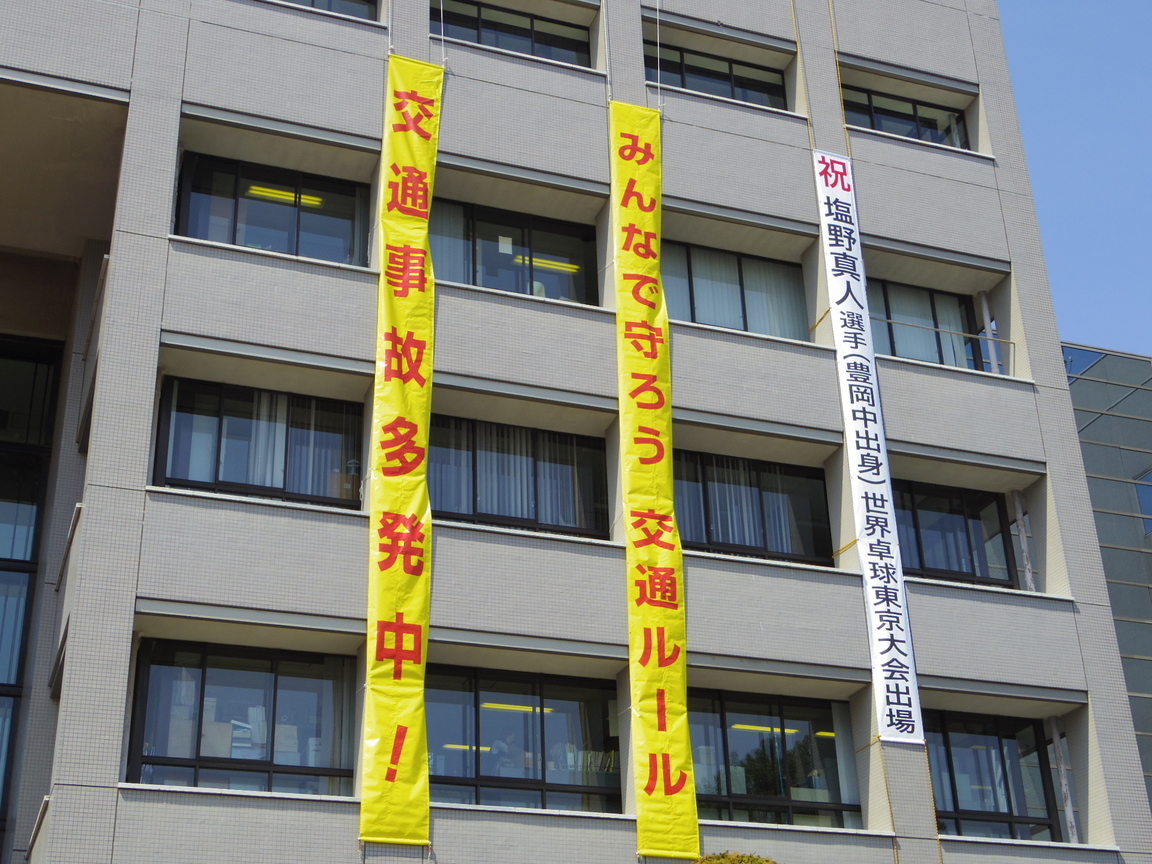 交通事故多発中！
みんなで守ろう 交通ルール
祝 塩野真人選手（豊岡中出身）世界卓球東京大会出場